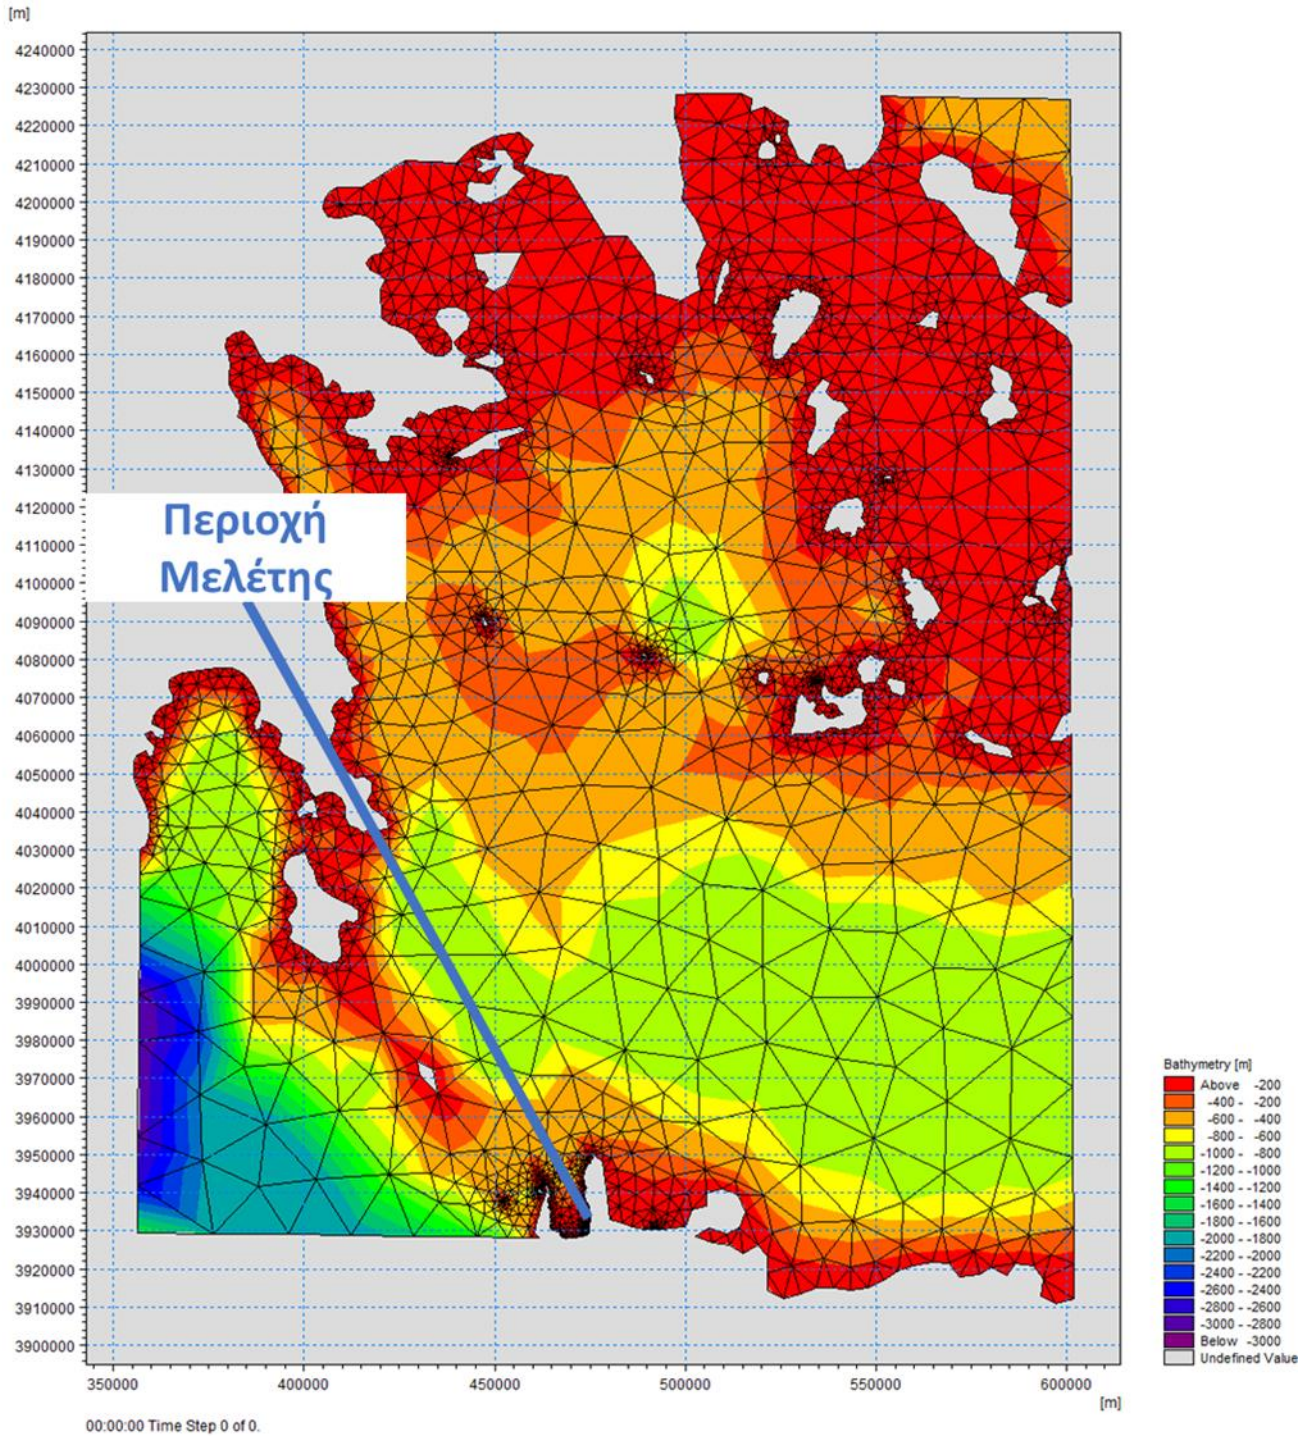 [m]
4240000
4230000
4220000
4210000
4200000
4190000
4180000
4170000
4160000
4150000
4140000
4130000
4120000
4110000
4100000
4090000
4080000
4070000
4060000
4050000
4040000
4030000
4020000
4010000
4000000
3990000
3980000
3970000
3960000
3950000
3940000
3930000
3920000
3910000
3900000
Περιοχή
Μελέτης
350000 400000 450000 500000 550000 600000
[m]
00:00:00 Time Step 0 of 0.
Bathymetry [m]
Above -200
-400 - -200
-600 - -400
-800 - -600
-1000 - -800
-1200 - -1000
-1400 - -1200
-1600 - -1400
-1800 - -1600
-2000 - -1800
-2200 - -2000
-2400 - -2200
-2600 - -2400
-2800 - -2600
-3000 - -2800
Below -3000
Undefined Value